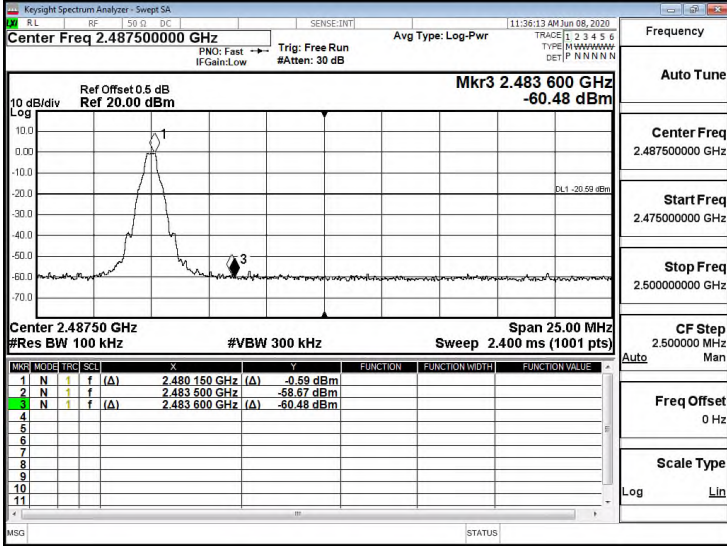 Keysight Spectrum Analyzer - Swept SA
LXI RL RF 50 Ω DC SENSE:INT 11:36:13 AM Jun 08, 2020
Center Freq 2.487500000 GHz
PNO: Fast
IFGain:Low
Trig: Free Run
#Atten: 30 dB
Avg Type: Log-Pwr
TRACE 1 2 3 4 5 6
TYPE M WWWWW
DET P N N N N N
Ref Offset 0.5 dB
Ref 20.00 dBm
10 dB/div
Log
Mkr3 2.483 600 GHz
-60.48 dBm
10.0
0.00
-10.0
-20.0
-30.0
-40.0
-50.0
-60.0
-70.0
1
3
DL1 -20.59 dBm
Center 2.48750 GHz Span 25.00 MHz
#Res BW 100 kHz #VBW 300 kHz Sweep 2.400 ms (1001 pts)
MKR MODE TRC SCL X Y FUNCTION FUNCTION WIDTH FUNCTION VALUE
1 N 1 f (Δ) 2.480 150 GHz (Δ) -0.59 dBm
2 N 1 f 2.483 500 GHz -58.67 dBm
3 N 1 f (Δ) 2.483 600 GHz (Δ) -60.48 dBm
4
5
6
7
8
9
10
11
MSG STATUS
Frequency
Auto Tune
Center Freq
2.487500000 GHz
Start Freq
2.475000000 GHz
Stop Freq
2.500000000 GHz
CF Step
2.500000 MHz
Auto Man
Freq Offset
0 Hz
Scale Type
Log Lin